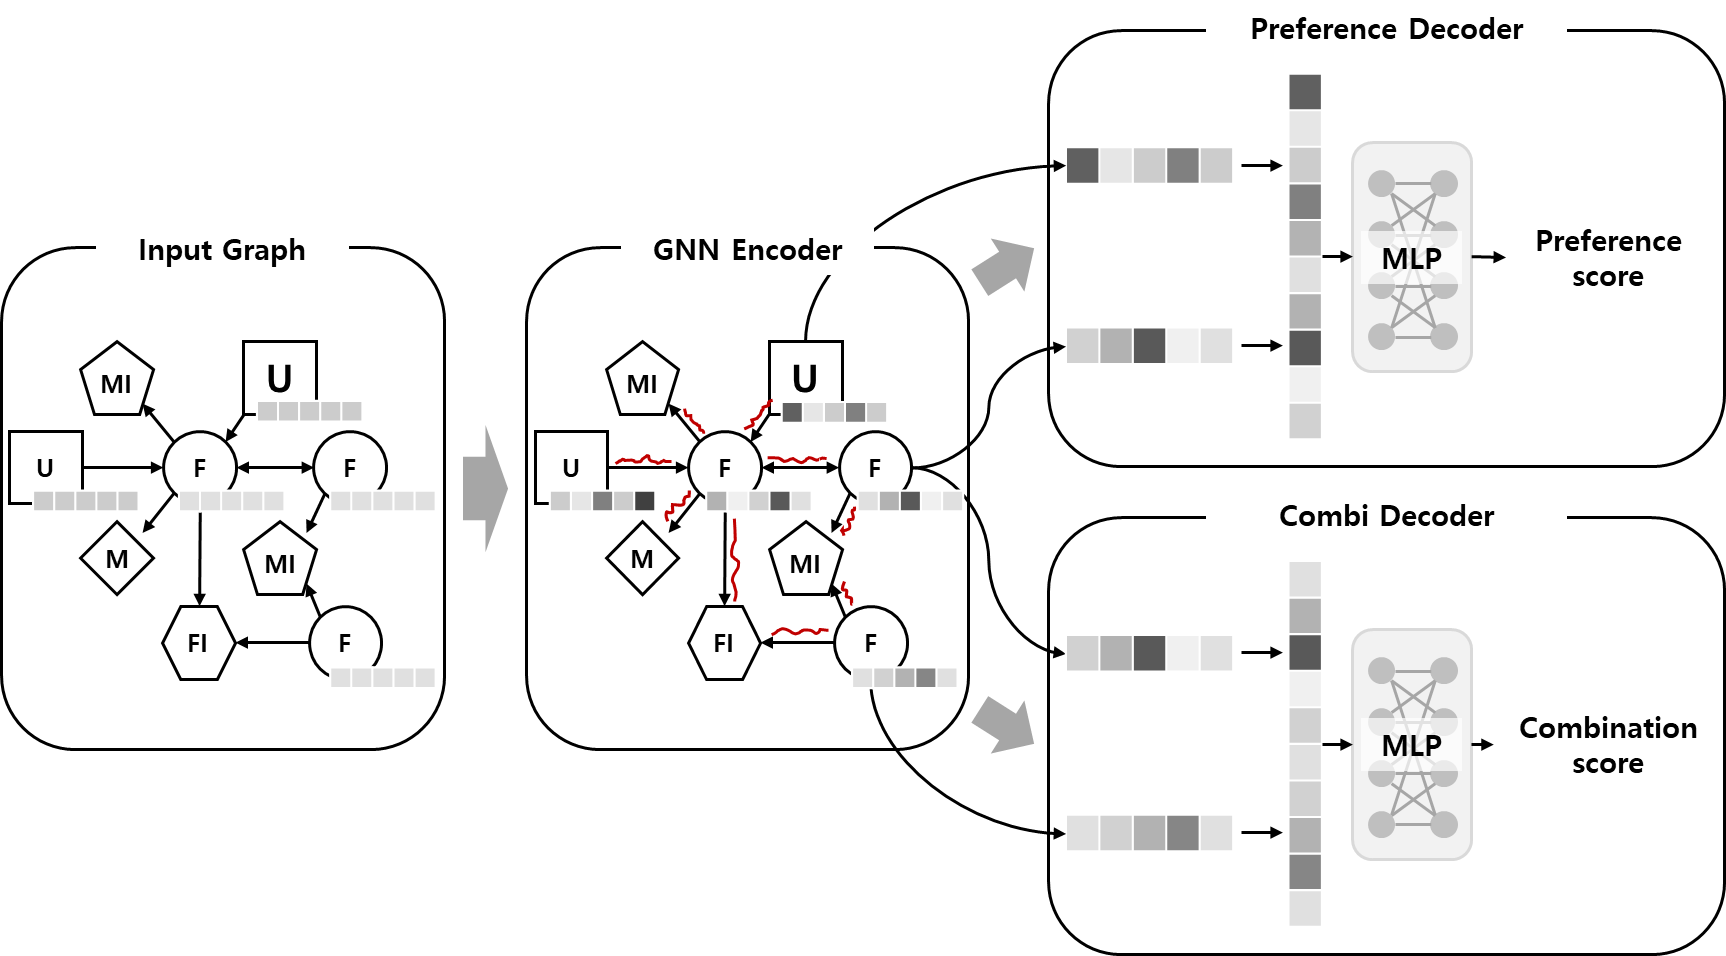 Input Graph
MI
U
U
F
F
M
MI
FI
F
GNN Encoder
MI
U
U
F
F
M
MI
FI
F
Preference Decoder
MLP
Preference
score
Combi Decoder
MLP
Combination
score